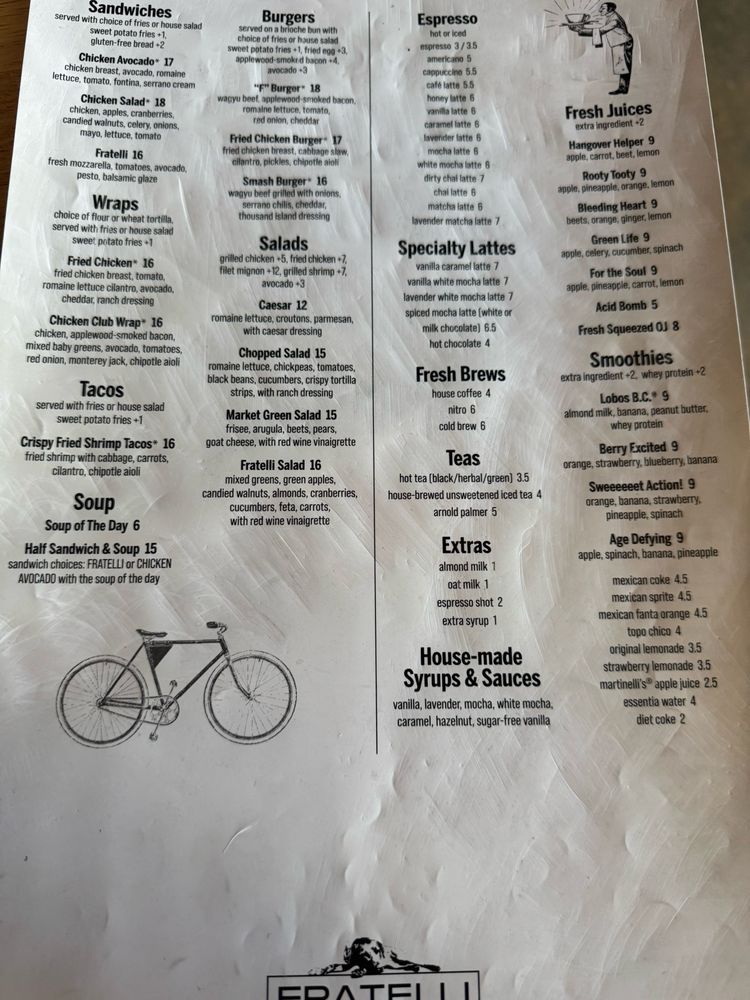 Sandwiches
served with choice of fries or house salad
sweet potato fries +1,
gluten-free bread +2
Chicken Avocado* 17
chicken breast, avocado, romaine
lettuce, tomato, fontina, serrano cream
Chicken Salad* 18
chicken, apples, cranberries,
candied walnuts, celery, onions,
mayo, lettuce, tomato
Fratelli 16
fresh mozzarella, tomatoes, avocado,
pesto, balsamic glaze
Wraps
choice of flour or wheat tortilla,
served with fries or house salad
sweet potato fries +1
Fried Chicken* 16
fried chicken breast, tomato,
romaine lettuce cilantro, avocado,
cheddar, ranch dressing
Chicken Club Wrap* 16
chicken, applewood-smoked bacon,
mixed baby greens, avocado, tomatoes,
red onion, monterey jack, chipotle aioli
Tacos
served with fries or house salad
sweet potato fries +1
Crispy Fried Shrimp Tacos* 16
fried shrimp with cabbage, carrots,
cilantro, chipotle aioli
Soup
Soup of The Day 6
Half Sandwich & Soup 15
sandwich choices: FRATELLI or CHICKEN
AVOCADO with the soup of the day
Burgers
served on a brioche bun with
choice of fries or house salad
sweet potato fries +1, fried egg +3,
applewood-smoked bacon +4,
avocado +3
"F" Burger* 18
wagyu beef, applewood-smoked bacon,
romaine lettuce, tomato,
red onion, cheddar
Fried Chicken Burger* 17
fried chicken breast, cabbage slaw,
cilantro, pickles, chipotle aioli
Smash Burger* 16
wagyu beef grilled with onions,
serrano chilis, cheddar,
thousand island dressing
Salads
grilled chicken +5, fried chicken +7,
filet mignon +12, grilled shrimp +7,
avocado +3
Caesar 12
romaine lettuce, croutons, parmesan,
with caesar dressing
Chopped Salad 15
romaine lettuce, chickpeas, tomatoes,
black beans, cucumbers, crispy tortilla
strips, with ranch dressing
Market Green Salad 15
frisee, arugula, beets, pears,
goat cheese, with red wine vinaigrette
Fratelli Salad 16
mixed greens, green apples,
candied walnuts, almonds, cranberries,
cucumbers, feta, carrots,
with red wine vinaigrette
Espresso
hot or iced
espresso 3 / 3.5
americano 5
cappuccino 5.5
café latte 5.5
honey latte 6
vanilla latte 6
caramel latte 6
lavender latte 6
mocha latte 6
white mocha latte 6
dirty chai latte 7
chai latte 6
matcha latte 6
lavender matcha latte 7
Specialty Lattes
vanilla caramel latte 7
vanilla white mocha latte 7
lavender white mocha latte 7
spiced mocha latte (white or
milk chocolate) 6.5
hot chocolate 4
Fresh Brews
house coffee 4
nitro 6
cold brew 6
Teas
hot tea (black/herbal/green) 3.5
house-brewed unsweetened iced tea 4
arnold palmer 5
Extras
almond milk 1
oat milk 1
espresso shot 2
extra syrup 1
House-made
Syrups & Sauces
vanilla, lavender, mocha, white mocha,
caramel, hazelnut, sugar-free vanilla
Fresh Juices
extra ingredient +2
Hangover Helper 9
apple, carrot, beet, lemon
Rooty Tooty 9
apple, pineapple, orange, lemon
Bleeding Heart 9
beets, orange, ginger, lemon
Green Life 9
apple, celery, cucumber, spinach
For the Soul 9
apple, pineapple, carrot, lemon
Acid Bomb 5
Fresh Squeezed OJ 8
Smoothies
extra ingredient +2, whey protein +2
Lobos B.C.* 9
almond milk, banana, peanut butter,
whey protein
Berry Excited 9
orange, strawberry, blueberry, banana
Sweeeeeet Action! 9
orange, banana, strawberry,
pineapple, spinach
Age Defying 9
apple, spinach, banana, pineapple
mexican coke 4.5
mexican sprite 4.5
mexican fanta orange 4.5
topo chico 4
original lemonade 3.5
strawberry lemonade 3.5
martinelli's® apple juice 2.5
essentia water 4
diet coke 2
FRATELLI